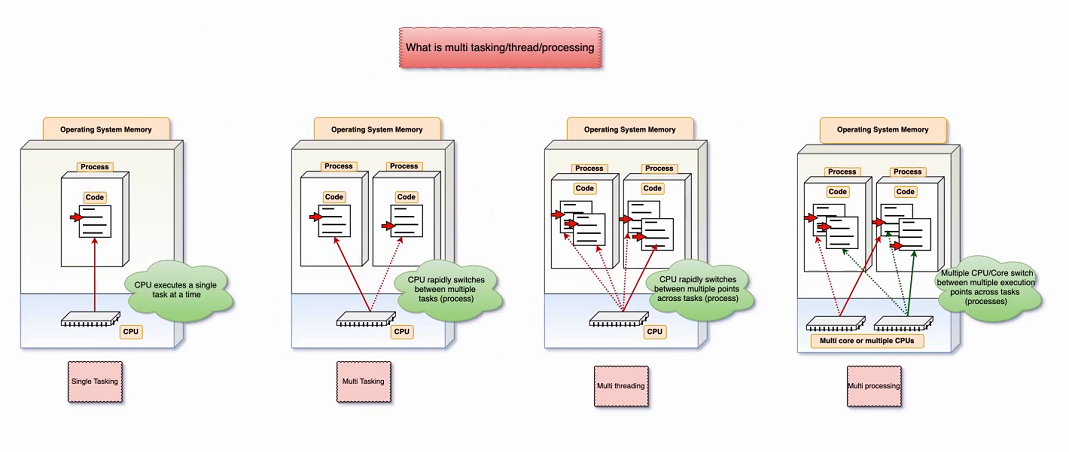 What is multi tasking/thread/processing
Operating System Memory
Process
Code
CPU executes a single
task at a time
CPU
Single Tasking
Operating System Memory
Process
Process
Code
Code
CPU rapidly switches
between multiple
tasks (process)
CPU
Multi Tasking
Operating System Memory
Process
Process
Code
Code
CPU rapidly switches
between multiple points
across tasks (process)
CPU
Multi threading
Operating System Memory
Process
Process
Code
Code
Multiple CPU/Core switch
between multiple execution
points across tasks
(processes)
Multi core or multiple CPUs
Multi processing